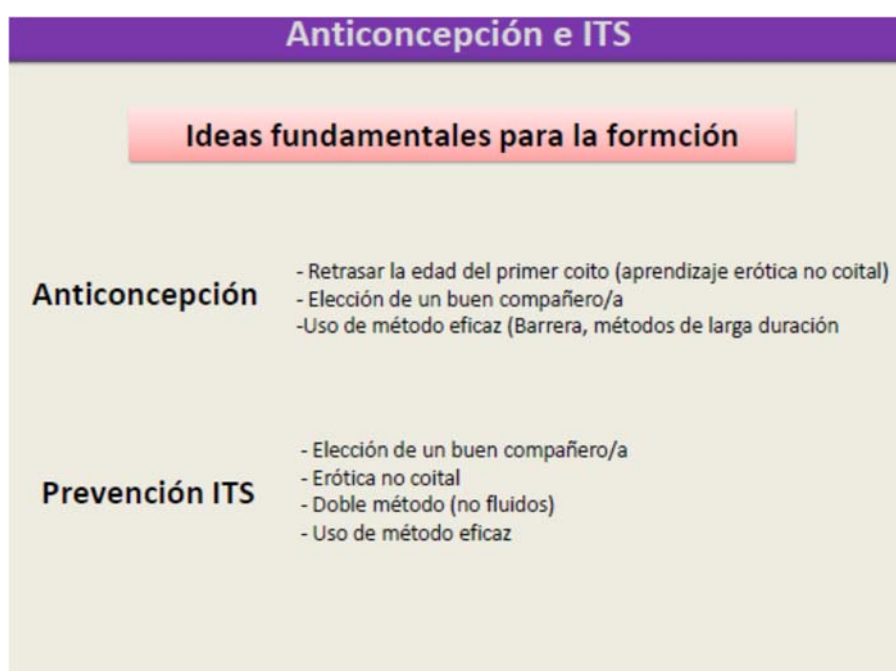 Anticoncepción e ITS
Ideas fundamentales para la formción
Anticoncepción
- Retrasar la edad del primer coito (aprendizaje erótica no coital)
- Elección de un buen compañero/a
-Uso de método eficaz (Barrera, métodos de larga duración
Prevención ITS
- Elección de un buen compañero/a
- Erótica no coital
- Doble método (no fluidos)
- Uso de método eficaz